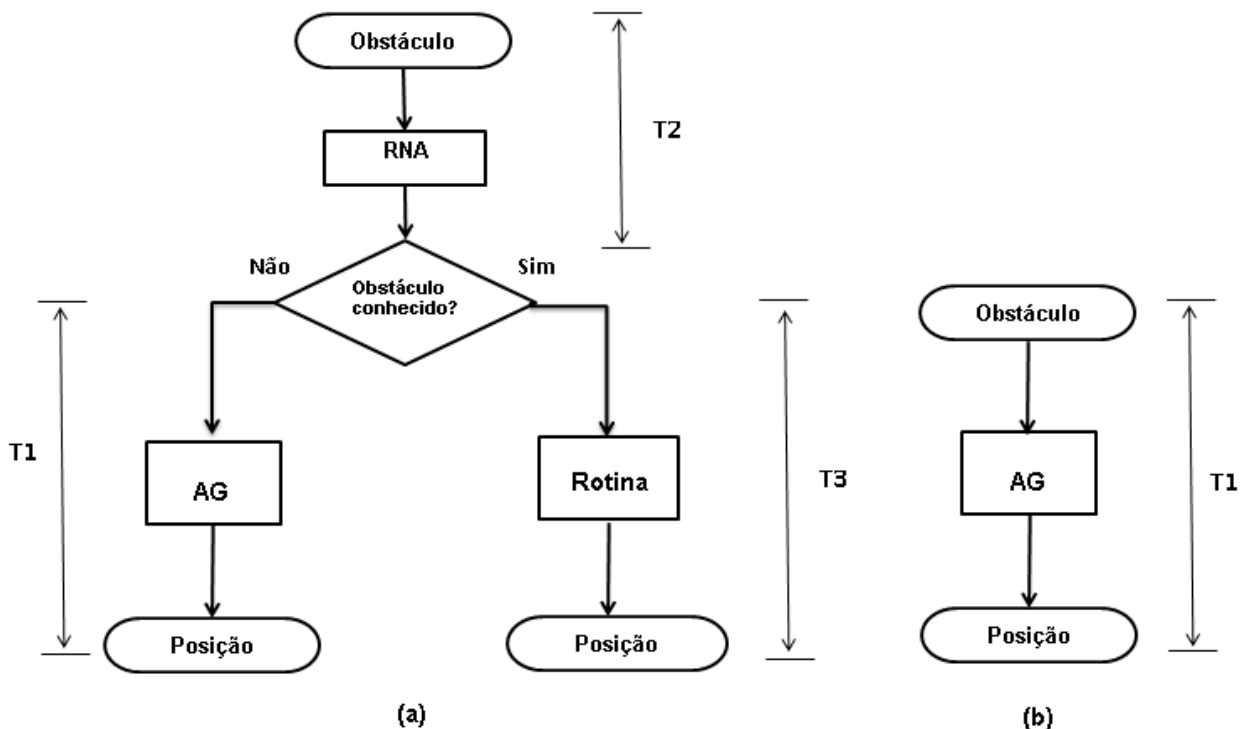 Obstáculo
T2
RNA
Não
Sim
Obstáculo
conhecido?
Obstáculo
T1
AG
Rotina
T3
AG
T1
Posição
Posição
Posição
(a)
(b)